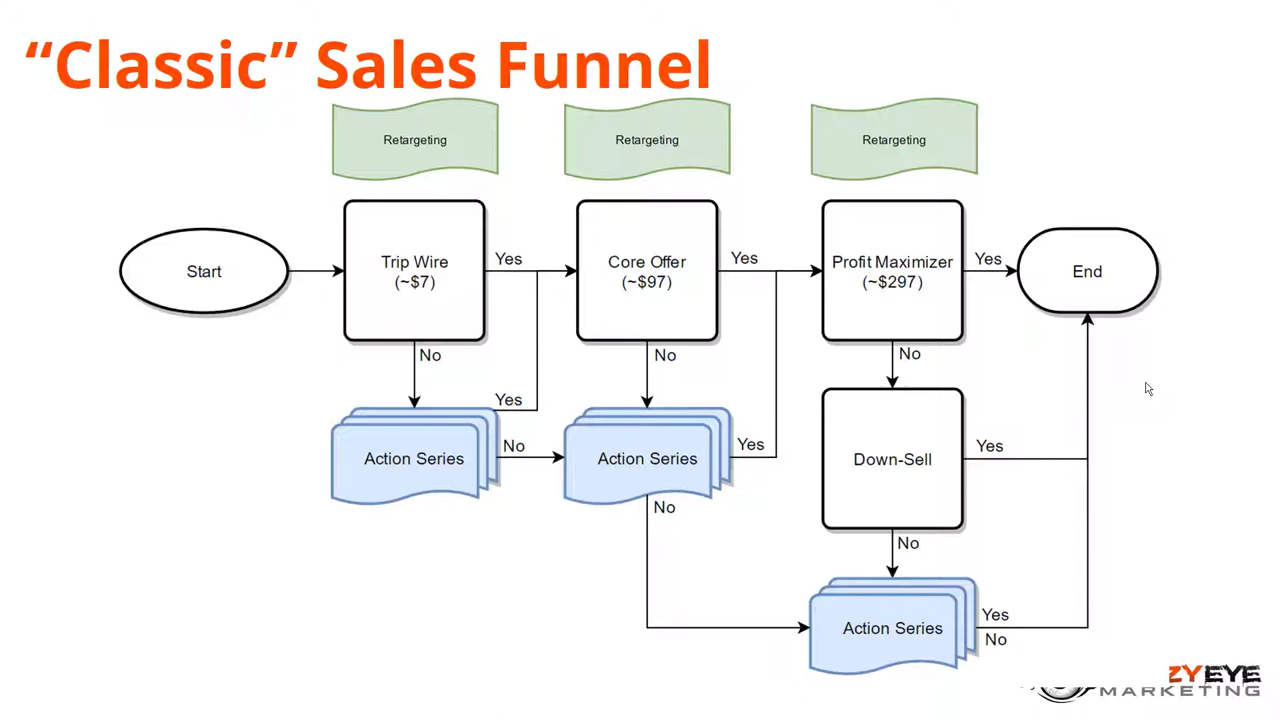 “Classic” Sales Funnel
Retargeting
Retargeting
Retargeting
Start
Trip Wire
(~$7)
Yes
Core Offer
(~$97)
Yes
Profit Maximizer
(~$297)
Yes
End
No
No
No
Yes
Action Series
No
Action Series
Yes
Down-Sell
Yes
No
No
Action Series
Yes
No
ZYEYE
MARKETING